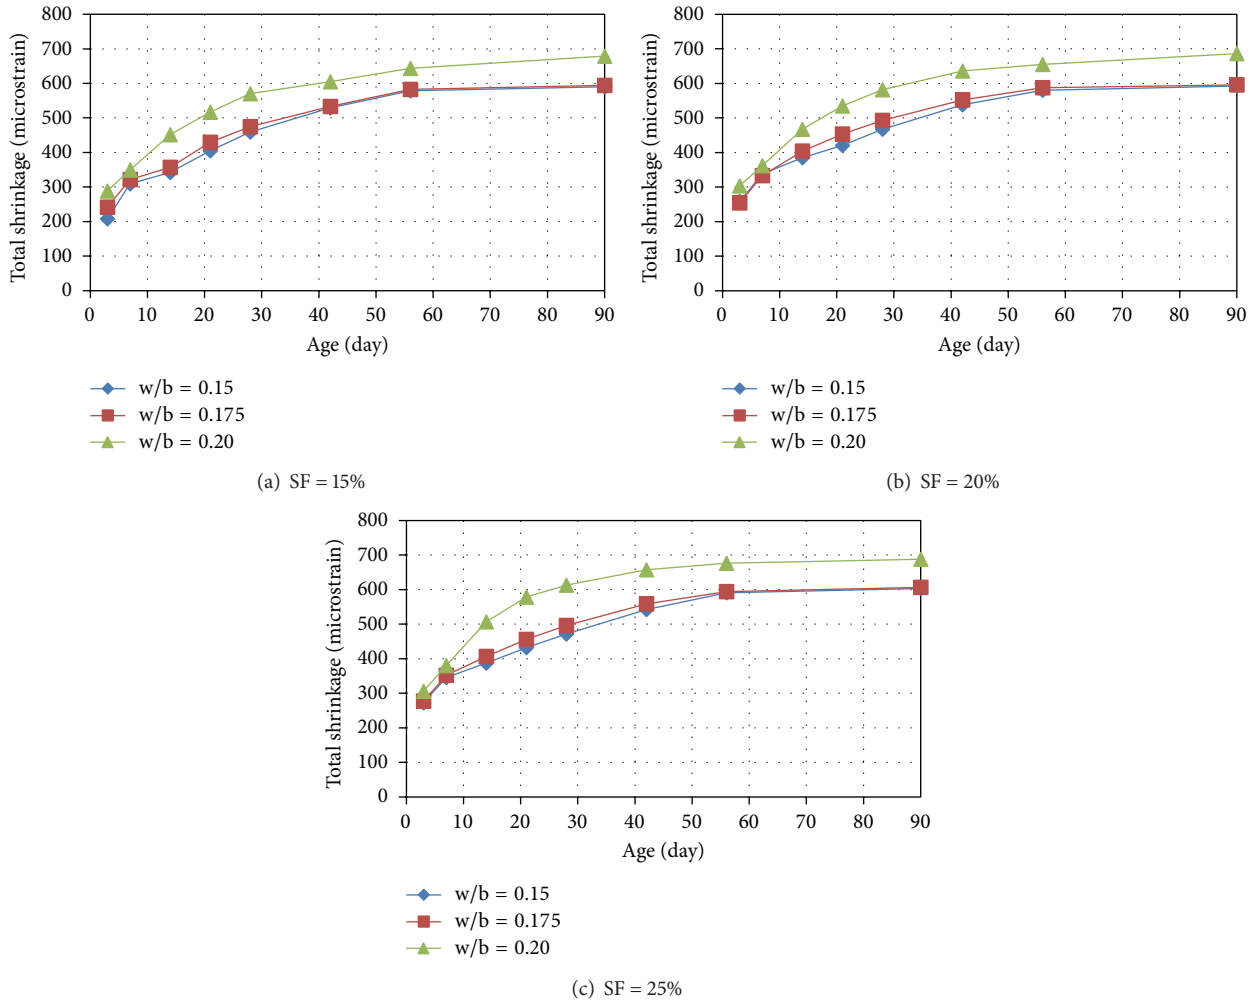 800
700
600
500
400
300
200
100
0
Total shrinkage (microstrain)
0 10 20 30 40 50 60 70 80 90
Age (day)
w/b = 0.15
w/b = 0.175
w/b = 0.20
(a) SF = 15%
800
700
600
500
400
300
200
100
0
Total shrinkage (microstrain)
0 10 20 30 40 50 60 70 80 90
Age (day)
w/b = 0.15
w/b = 0.175
w/b = 0.20
(b) SF = 20%
800
700
600
500
400
300
200
100
0
Total shrinkage (microstrain)
0 10 20 30 40 50 60 70 80 90
Age (day)
w/b = 0.15
w/b = 0.175
w/b = 0.20
(c) SF = 25%